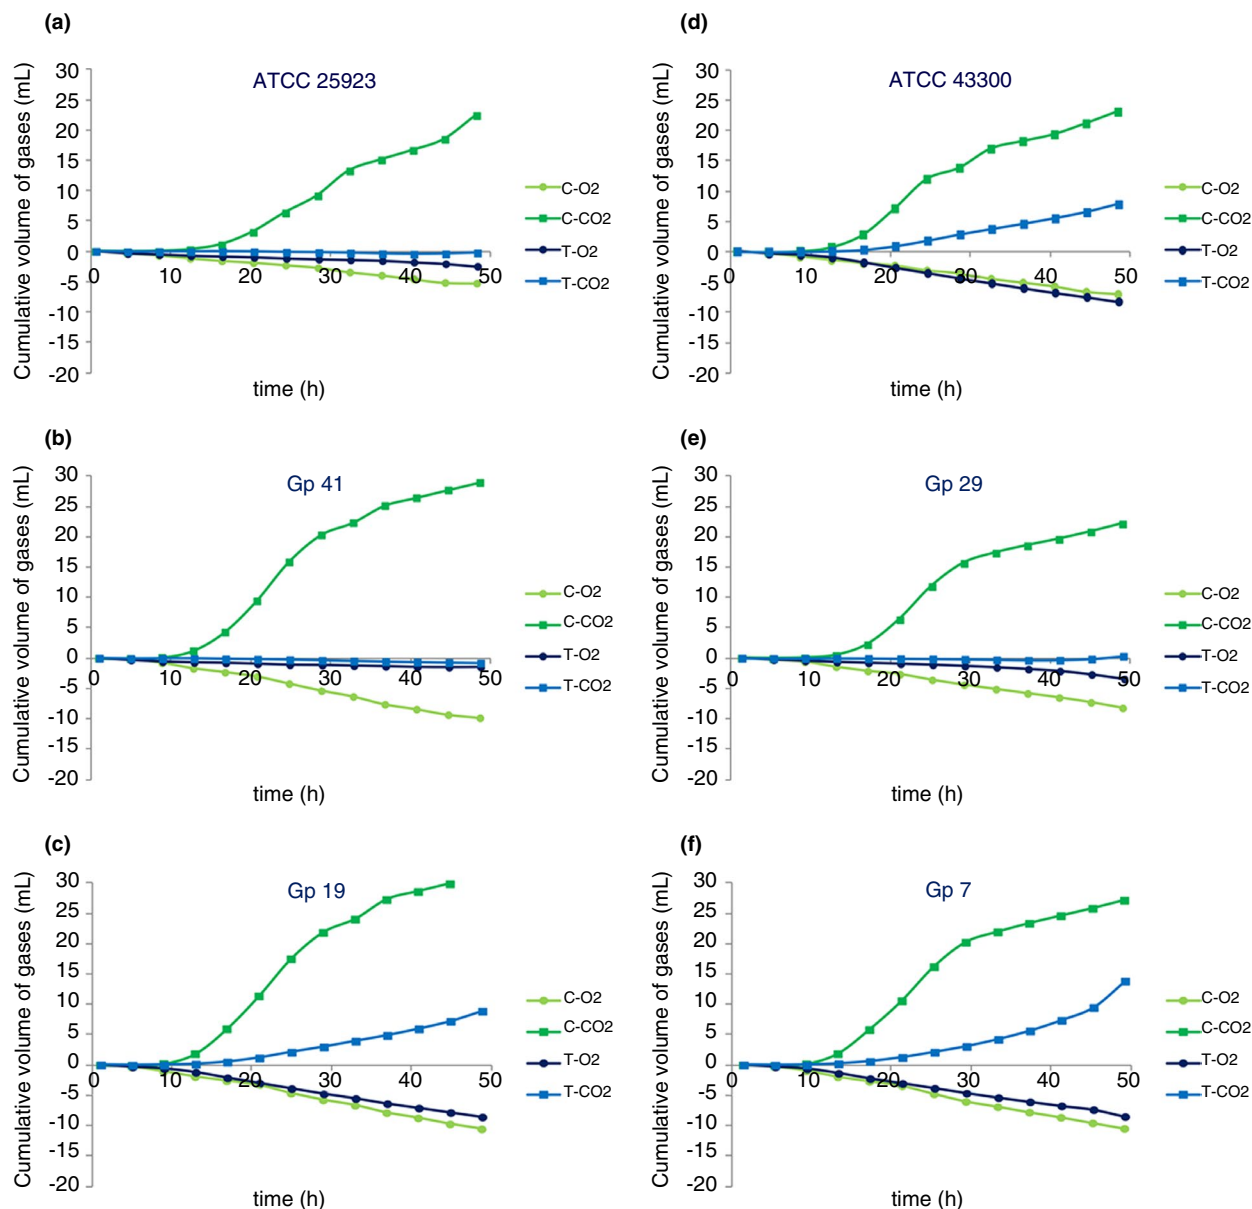 (a)
ATCC 25923
Cumulative volume of gases (mL)
30
25
20
15
10
5
0
-5
-10
-15
-20
0 10 20 30 40 50
time (h)
C-O2
C-CO2
T-O2
T-CO2
(d)
ATCC 43300
Cumulative volume of gases (mL)
30
25
20
15
10
5
0
-5
-10
-15
-20
0 10 20 30 40 50
time (h)
C-O2
C-CO2
T-O2
T-CO2
(b)
Gp 41
Cumulative volume of gases (mL)
30
25
20
15
10
5
0
-5
-10
-15
-20
0 10 20 30 40 50
time (h)
C-O2
C-CO2
T-O2
T-CO2
(e)
Gp 29
Cumulative volume of gases (mL)
30
25
20
15
10
5
0
-5
-10
-15
-20
0 10 20 30 40 50
time (h)
C-O2
C-CO2
T-O2
T-CO2
(c)
Gp 19
Cumulative volume of gases (mL)
30
25
20
15
10
5
0
-5
-10
-15
-20
0 10 20 30 40 50
time (h)
C-O2
C-CO2
T-O2
T-CO2
(f)
Gp 7
Cumulative volume of gases (mL)
30
25
20
15
10
5
0
-5
-10
-15
-20
0 10 20 30 40 50
time (h)
C-O2
C-CO2
T-O2
T-CO2